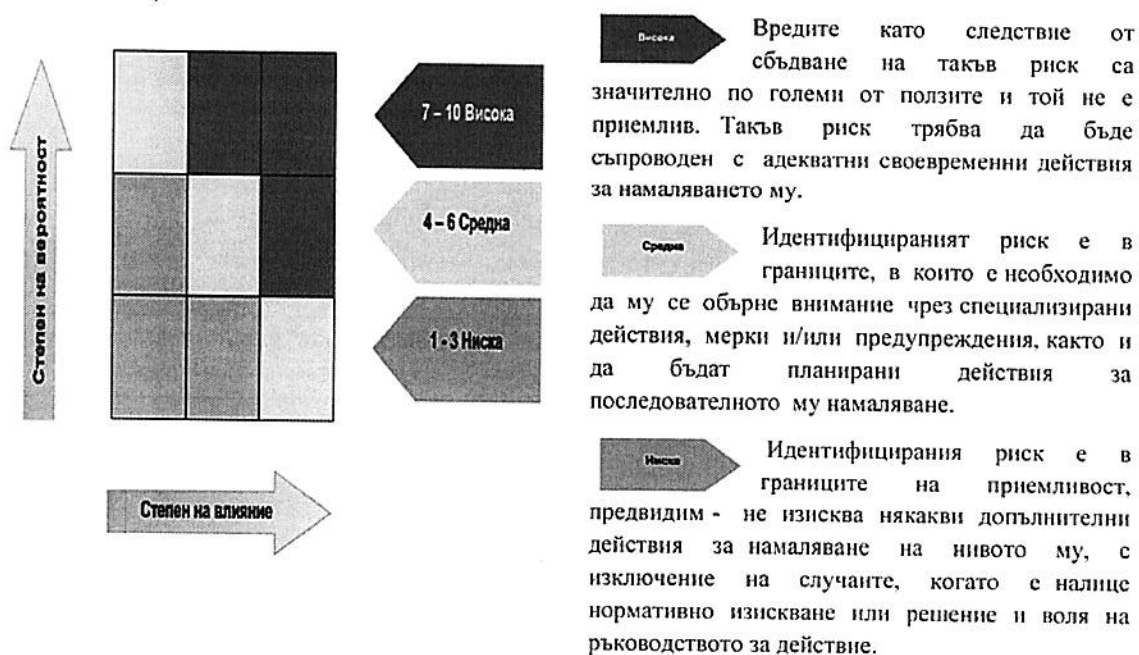 Степен на вероятност
7 – 10 Висока
4 – 6 Средна
1 - 3 Ниска
Степен на влияние
Висока
Вредите като следствие от
сбъдване на такъв риск са
значително по големи от ползите и той не е
приемлив. Такъв риск трябва да бъде
съпроводен с адекватни своевременни действия
за намаляването му.
Средна
Идентифицираният риск е в
границите, в които е необходимо
да му се обърне внимание чрез специализирани
действия, мерки и/или предупреждения, както и
да бъдат планирани действия за
последователното му намаляване.
Ниска
Идентифицирания риск е в
границите на приемливост,
предвидим - не изисква някакви допълнителни
действия за намаляване на нивото му, с
изключение на случаите, когато е налице
нормативно изискване или решение и воля на
ръководството за действие.